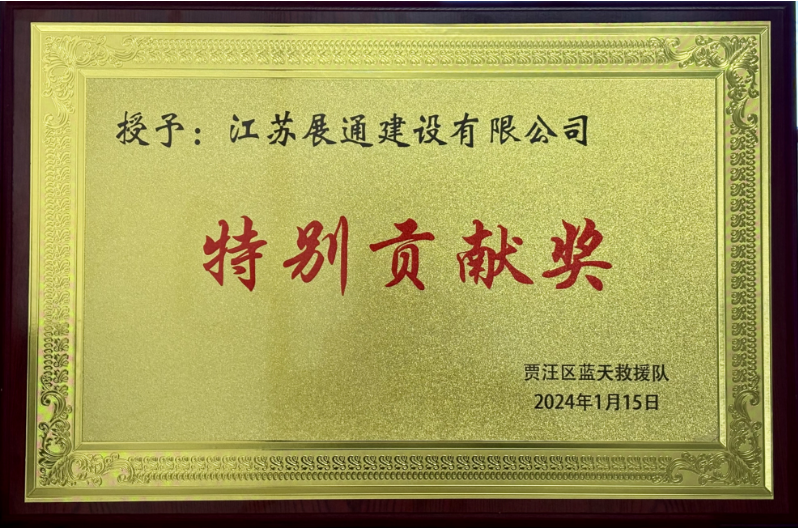 授予：江苏展通建设有限公司
特别贡献奖
贾汪区蓝天救援队
2024年1月15日